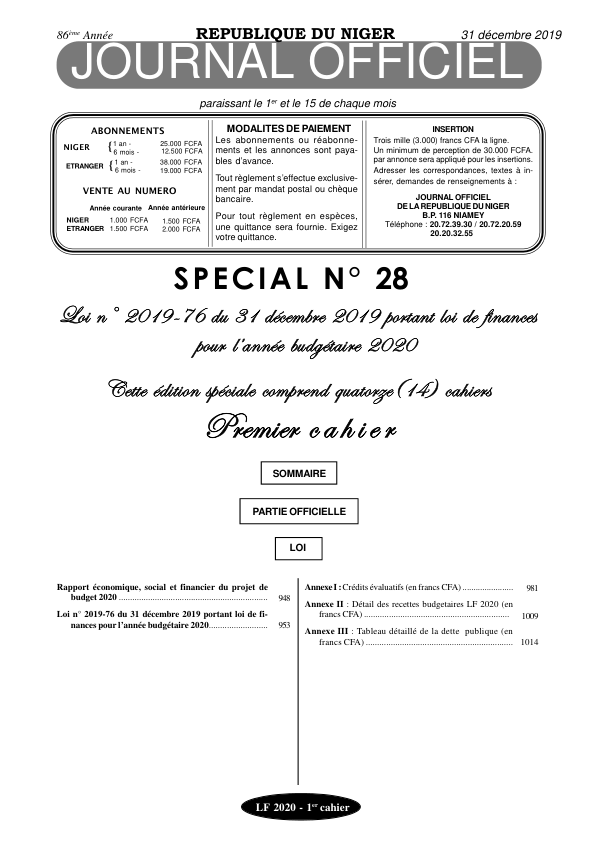 86ème Année
REPUBLIQUE DU NIGER
31 décembre 2019
JOURNAL OFFICIEL
paraissant le 1er et le 15 de chaque mois
ABONNEMENTS
NIGER { 1 an - 25.000 FCFA
6 mois - 12.500 FCFA
ETRANGER { 1 an - 38.000 FCFA
6 mois - 19.000 FCFA
VENTE AU NUMERO
Année courante Année antérieure
NIGER 1.000 FCFA 1.500 FCFA
ETRANGER 1.500 FCFA 2.000 FCFA
MODALITES DE PAIEMENT
Les abonnements ou réabonne-
ments et les annonces sont paya-
bles d'avance.
Tout règlement s'effectue exclusive-
ment par mandat postal ou chèque
bancaire.
Pour tout règlement en espèces,
une quittance sera fournie. Exigez
votre quittance.
INSERTION
Trois mille (3.000) francs CFA la ligne.
Un minimum de perception de 30.000 FCFA.
par annonce sera appliqué pour les insertions.
Adresser les correspondances, textes à in-
sérer, demandes de renseignements à :
JOURNAL OFFICIEL
DE LA REPUBLIQUE DU NIGER
B.P. 116 NIAMEY
Téléphone : 20.72.39.30 / 20.72.20.59
20.20.32.55
SPECIAL N° 28
Loi n° 2019-76 du 31 décembre 2019 portant loi de finances
pour l'année budgétaire 2020
Cette édition spéciale comprend quatorze (14) cahiers
Premier cahier
SOMMAIRE
PARTIE OFFICIELLE
LOI
Rapport économique, social et financier du projet de
budget 2020 ............................................................ 948
Loi n° 2019-76 du 31 décembre 2019 portant loi de fi-
nances pour l'année budgétaire 2020......................... 953
Annexe I : Crédits évaluatifs (en francs CFA) ...................... 981
Annexe II : Détail des recettes budgetaires LF 2020 (en
francs CFA) ......................................................... 1009
Annexe III : Tableau détaillé de la dette publique (en
francs CFA) ......................................................... 1014
LF 2020 - 1er cahier